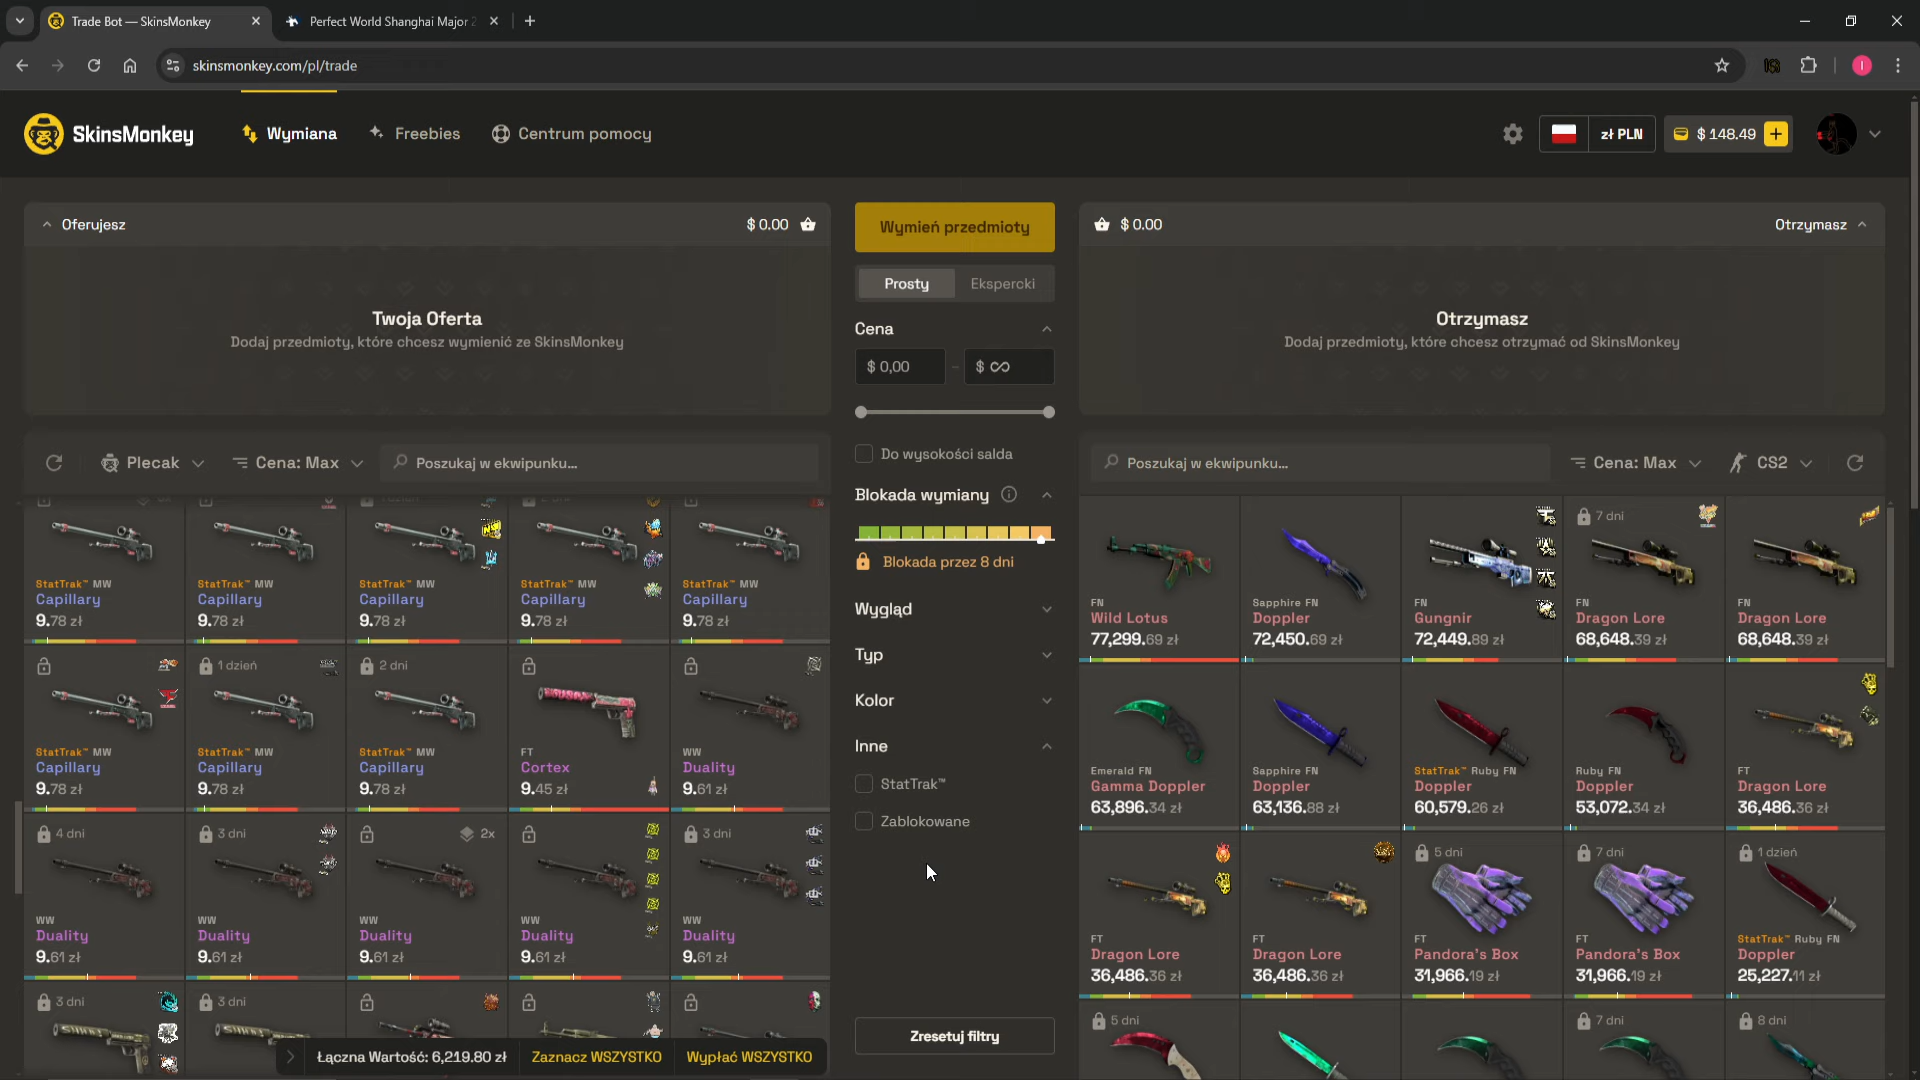 Trade Bot — SkinsMonkey
Perfect World Shanghai Major 2
skinsmonkey.com/pl/trade
SkinsMonkey
Wymiana
Freebies
Centrum pomocy
zł PLN
$ 148.49
Oferujesz
$ 0.00
Wymień przedmioty
$ 0.00
Otrzymasz
Prosty
Ekspercki
Twoja Oferta
Dodaj przedmioty, które chcesz wymienić ze SkinsMonkey
Otrzymasz
Dodaj przedmioty, które chcesz otrzymać od SkinsMonkey
Cena
$ 0,00
-
$ ∞
Do wysokości salda
Plecak
Cena: Max
Poszukaj w ekwipunku...
Poszukaj w ekwipunku...
Cena: Max
CS2
Blokada wymiany
Blokada przez 8 dni
Wygląd
Typ
Kolor
Inne
StatTrak™
Zablokowane
Zresetuj filtry
StatTrak™ MW
Capillary
9.78 zł
StatTrak™ MW
Capillary
9.78 zł
StatTrak™ MW
Capillary
9.78 zł
StatTrak™ MW
Capillary
9.78 zł
StatTrak™ MW
Capillary
9.78 zł
StatTrak™ MW
Capillary
9.78 zł
1 dzień
StatTrak™ MW
Capillary
9.78 zł
2 dni
StatTrak™ MW
Capillary
9.78 zł
FT
Cortex
9.45 zł
WW
Duality
9.61 zł
4 dni
WW
Duality
9.61 zł
3 dni
WW
Duality
9.61 zł
2x
WW
Duality
9.61 zł
WW
Duality
9.61 zł
3 dni
WW
Duality
9.61 zł
3 dni
3 dni
Łączna Wartość: 6,219.80 zł
Zaznacz WSZYSTKO
Wypłać WSZYSTKO
FN
Wild Lotus
77,299.69 zł
Sapphire FN
Doppler
72,450.69 zł
FN
Gungnir
72,449.89 zł
7 dni
FN
Dragon Lore
68,648.39 zł
FN
Dragon Lore
68,648.39 zł
Emerald FN
Gamma Doppler
63,896.34 zł
Sapphire FN
Doppler
63,136.88 zł
StatTrak™ Ruby FN
Doppler
60,579.26 zł
Ruby FN
Doppler
53,072.34 zł
FT
Dragon Lore
36,486.36 zł
FT
Dragon Lore
36,486.36 zł
FT
Dragon Lore
36,486.36 zł
5 dni
FT
Pandora's Box
31,966.19 zł
7 dni
FT
Pandora's Box
31,966.19 zł
1 dzień
StatTrak™ Ruby FN
Doppler
25,227.11 zł
5 dni
7 dni
8 dni